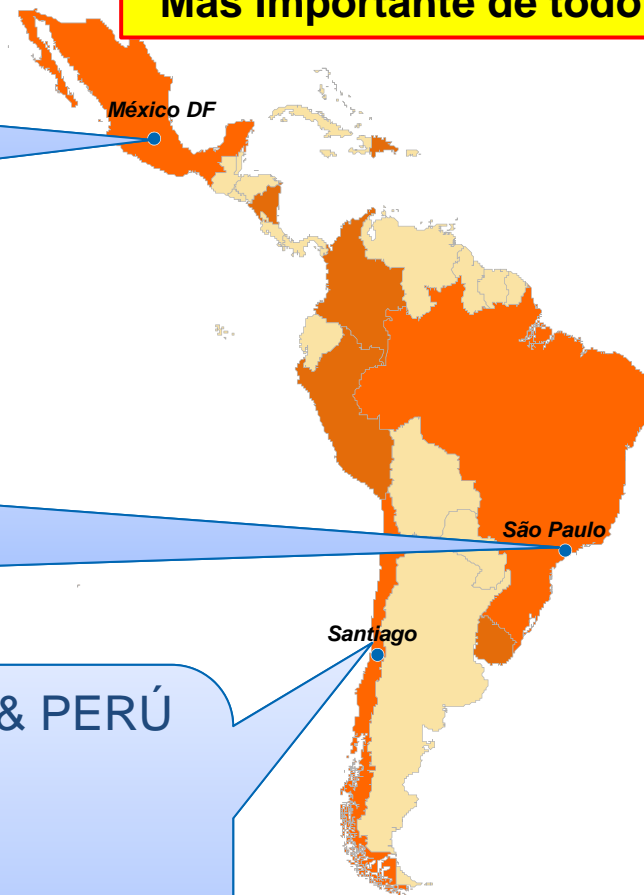 Más importante de todo
México DF
São Paulo
Santiago
& PERÚ